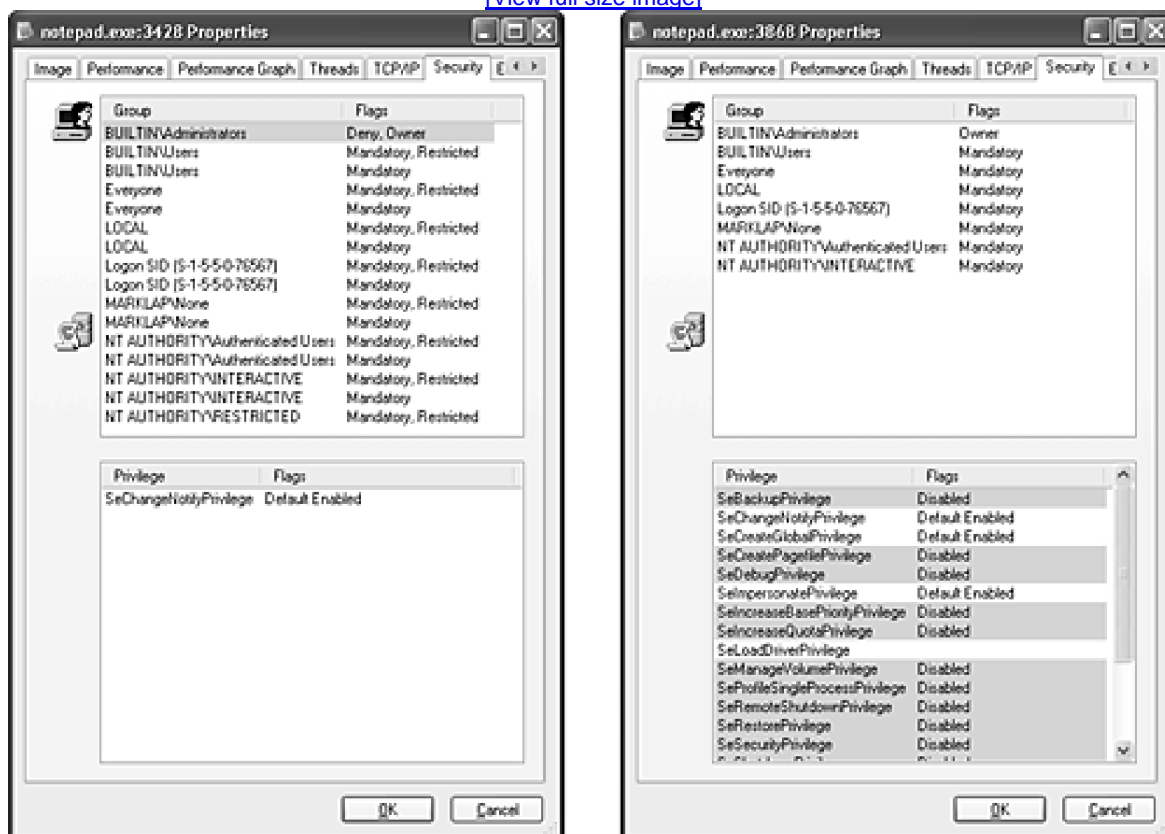 [View full size image]
notepad.exe:3428 Properties
Image Performance Performance Graph Threads TCP/IP Security E
Group Flags
BUILTIN\Administrators Deny, Owner
BUILTIN\Users Mandatory, Restricted
BUILTIN\Users Mandatory
Everyone Mandatory, Restricted
Everyone Mandatory
LOCAL Mandatory, Restricted
LOCAL Mandatory
Logon SID (S-1-5-5-0-76567) Mandatory, Restricted
Logon SID (S-1-5-5-0-76567) Mandatory
MARKLAP\None Mandatory, Restricted
MARKLAP\None Mandatory
NT AUTHORITY\Authenticated Users Mandatory, Restricted
NT AUTHORITY\Authenticated Users Mandatory
NT AUTHORITY\INTERACTIVE Mandatory, Restricted
NT AUTHORITY\INTERACTIVE Mandatory
NT AUTHORITY\RESTRICTED Mandatory, Restricted
Privilege Flags
SeChangeNotifyPrivilege Default Enabled
OK Cancel
notepad.exe:3868 Properties
Image Performance Performance Graph Threads TCP/IP Security E
Group Flags
BUILTIN\Administrators Owner
BUILTIN\Users Mandatory
Everyone Mandatory
LOCAL Mandatory
Logon SID (S-1-5-5-0-76567) Mandatory
MARKLAP\None Mandatory
NT AUTHORITY\Authenticated Users Mandatory
NT AUTHORITY\INTERACTIVE Mandatory
Privilege Flags
SeBackupPrivilege Disabled
SeChangeNotifyPrivilege Default Enabled
SeCreateGlobalPrivilege Default Enabled
SeCreatePagefilePrivilege Disabled
SeDebugPrivilege Disabled
SeImpersonatePrivilege Default Enabled
SeIncreaseBasePriorityPrivilege Disabled
SeIncreaseQuotaPrivilege Disabled
SeLoadDriverPrivilege
SeManageVolumePrivilege Disabled
SeProfileSingleProcessPrivilege Disabled
SeRemoteShutdownPrivilege Disabled
SeRestorePrivilege Disabled
SeSecurityPrivilege Disabled
OK Cancel